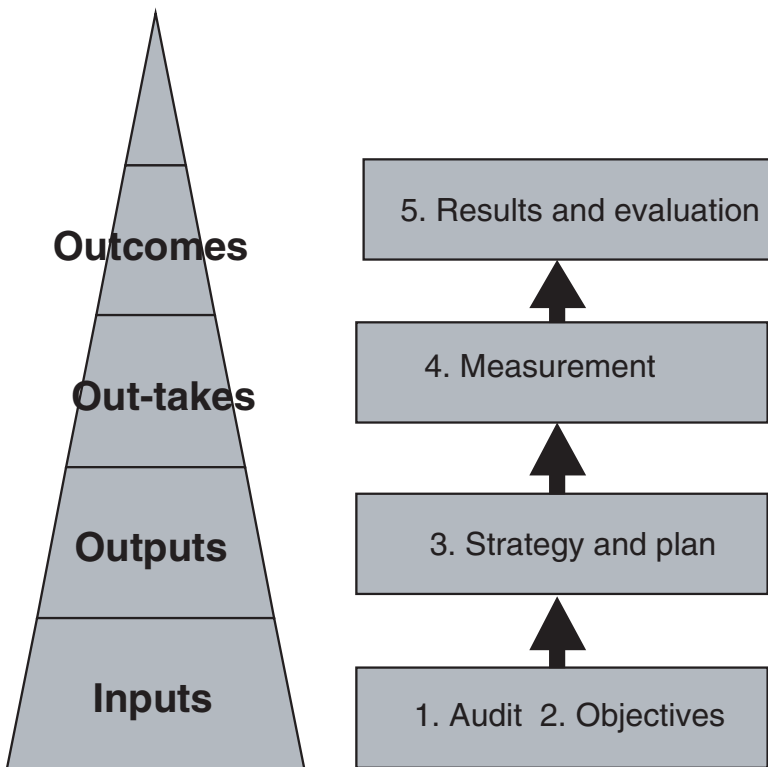 Outcomes
Out-takes
Outputs
Inputs
5. Results and evaluation
4. Measurement
3. Strategy and plan
1. Audit 2. Objectives